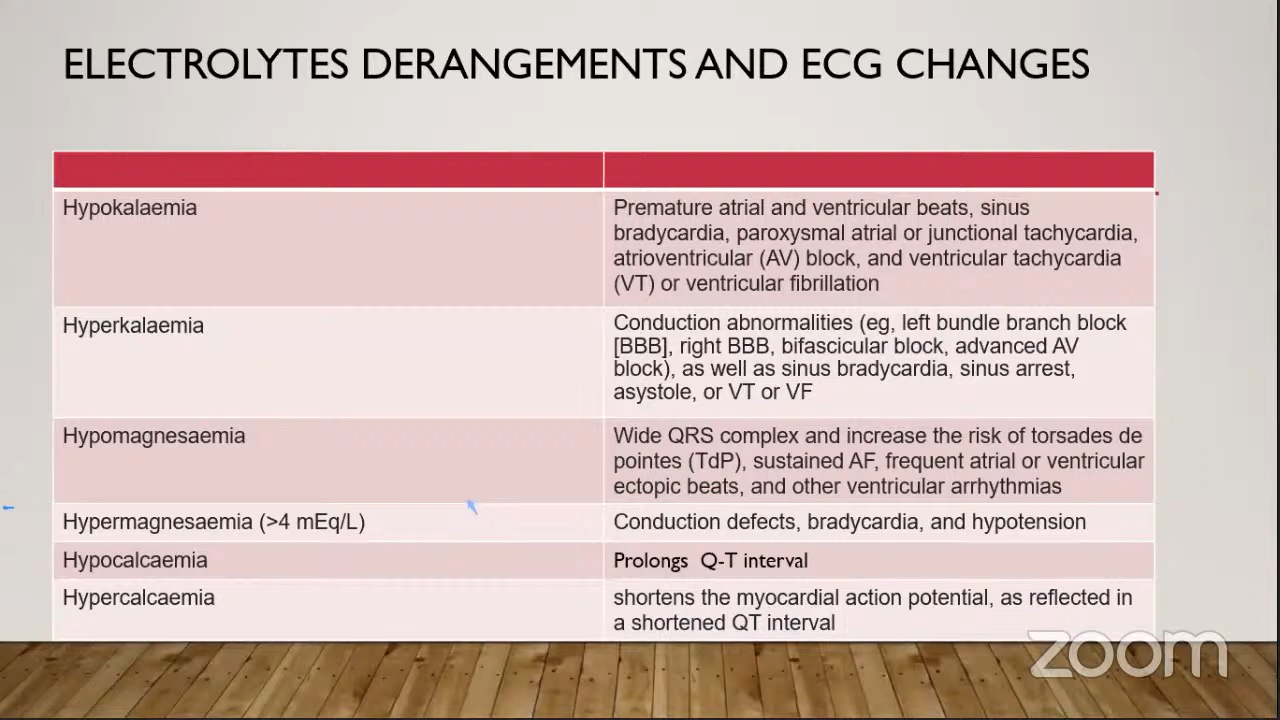 ELECTROLYTES DERANGEMENTS AND ECG CHANGES
Hypokalaemia
Premature atrial and ventricular beats, sinus
bradycardia, paroxysmal atrial or junctional tachycardia,
atrioventricular (AV) block, and ventricular tachycardia
(VT) or ventricular fibrillation
Hyperkalaemia
Conduction abnormalities (eg, left bundle branch block
[BBB], right BBB, bifascicular block, advanced AV
block), as well as sinus bradycardia, sinus arrest,
asystole, or VT or VF
Hypomagnesaemia
Wide QRS complex and increase the risk of torsades de
pointes (TdP), sustained AF, frequent atrial or ventricular
ectopic beats, and other ventricular arrhythmias
Hypermagnesaemia (>4 mEq/L)
Conduction defects, bradycardia, and hypotension
Hypocalcaemia
Prolongs Q-T interval
Hypercalcaemia
shortens the myocardial action potential, as reflected in
a shortened QT interval
zoom